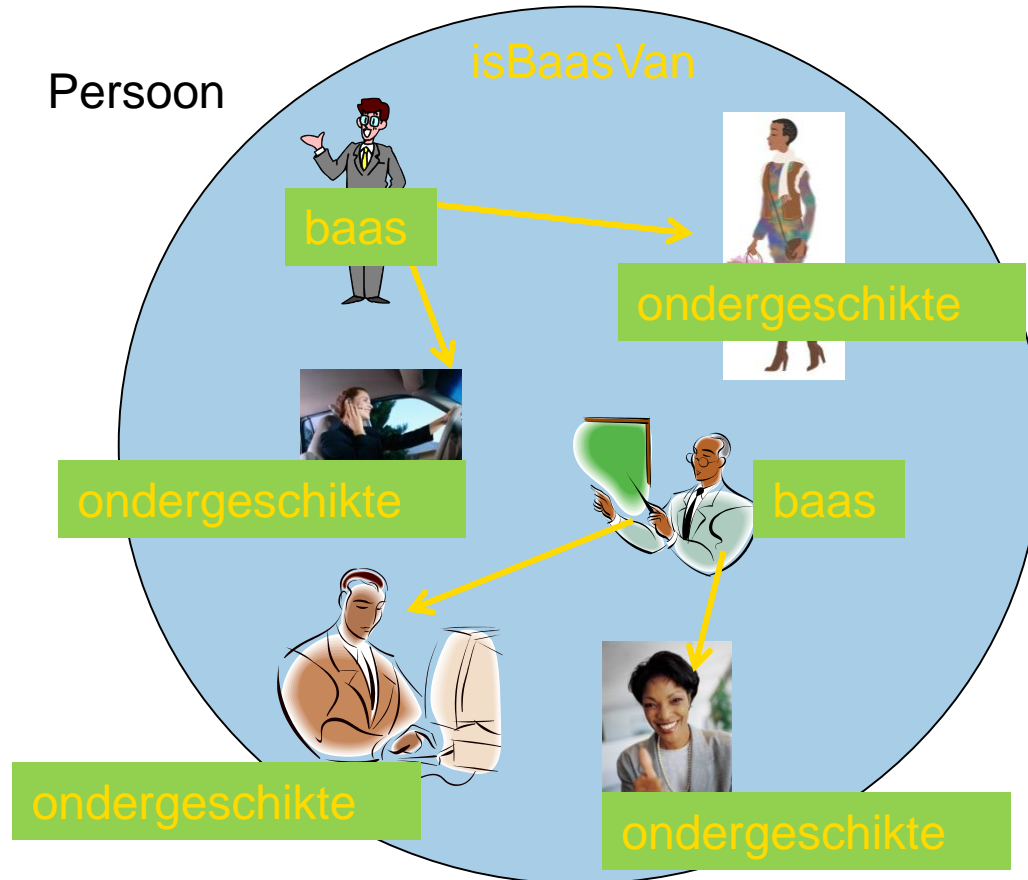 isBaasVan
Persoon
baas
ondergeschikte
ondergeschikte
baas
ondergeschikte
ondergeschikte